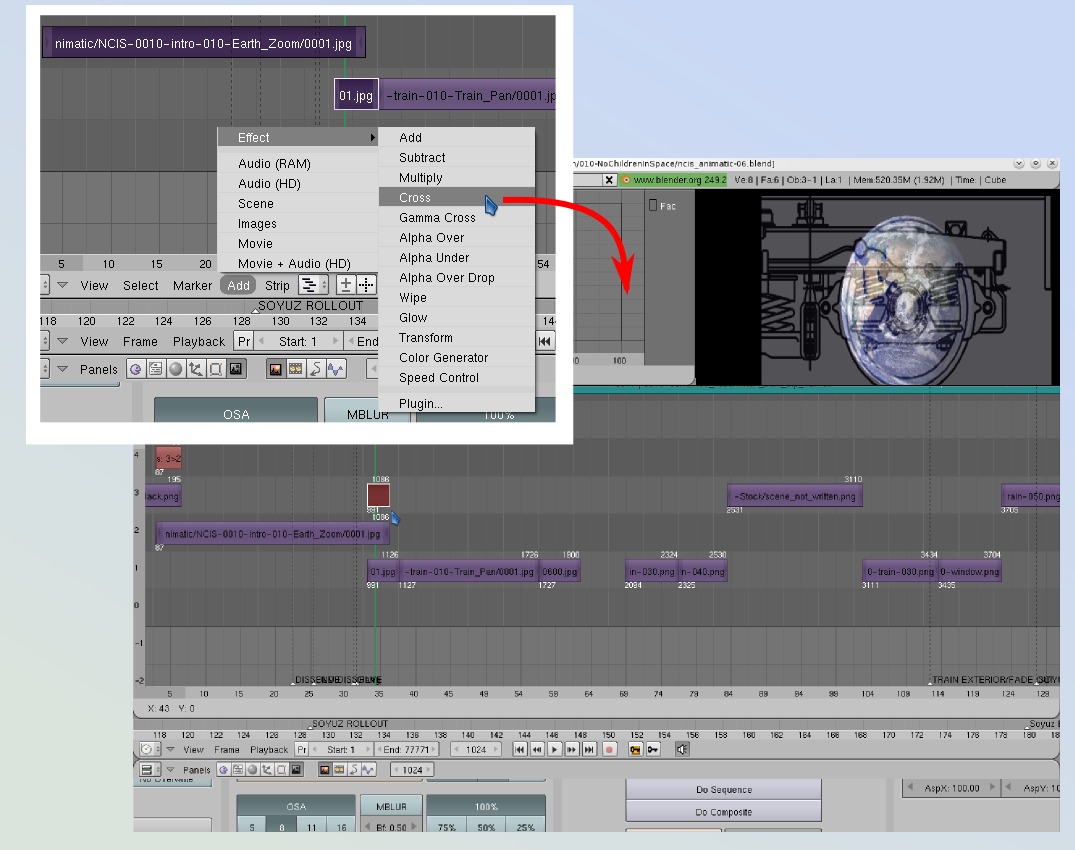 nimatic/NCIS-0010-intro-010-Earth_Zoom/0001.jpg
01.jpg -train-010-Train_Pan/0001.jp
Effect
Audio (RAM)
Audio (HD)
Scene
Images
Movie
Movie + Audio (HD)
Add
Subtract
Multiply
Cross
Gamma Cross
Alpha Over
Alpha Under
Alpha Over Drop
Wipe
Glow
Transform
Color Generator
Speed Control
Plugin...
5 10 15 20 54
View Select Marker Add Strip
SOYUZ ROLLOUT
118 120 122 124 126 128 130 132 134 14
View Frame Playback Pr Start: 1 End
Panels
OSA MBLUR 100%
n/010-NoChildrenInSpace/ncis_animatic-06.blend]
www.blender.org 249.2 Ve:8 | Fa:6 | Ob:3-1 | La:1 | Mem:520.35M (1.92M) | Time: | Cube
Fac
100
4
s: 3>2
87
195 1086 3110
3
ack.png -Stock/scene_not_written.png rain-050.png
991 2531 3705
1086
2
nimatic/NCIS-0010-intro-010-Earth_Zoom/0001.jpg
87
1126 1726 1800 2324 2530 3434 3704
1
01.jpg -train-010-Train_Pan/0001.jpg 0600.jpg in-030.png n-040.png 0-train-030.png 0-window.png
991 1127 1727 2094 2325 3111 3435
0
-1
-2
TRAIN EXTERIOR/FADE
5 10 15 20 25 30 35 40 45 49 54 59 64 69 74 79 84 89 94 99 104 109 114 119 124 129
X: 43 Y: 0
SOYUZ ROLLOUT Soyuz
118 120 122 124 126 128 130 132 134 136 138 140 142 144 146 148 150 152 154 156 158 160 162 164 166 168 170 172 174 176 178 180 18
View Frame Playback Pr Start: 1 End: 77771 1024
Panels 1024
No Overwrite
OSA MBLUR 100%
5 8 11 16 Bf: 0.50 75% 50% 25%
Do Sequence
Do Composite
AspX: 100.00 AspY: 10